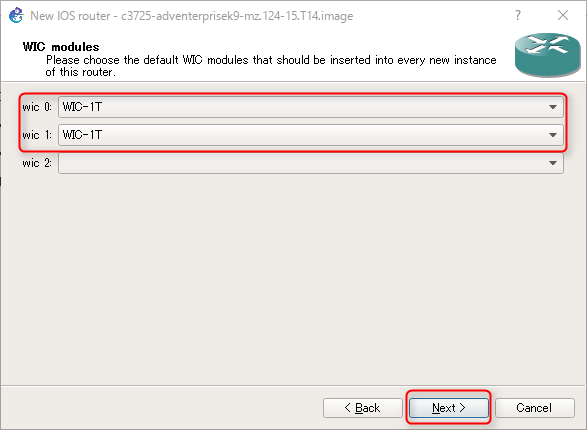 New IOS router - c3725-adventerprisek9-mz.124-15.T14.image
WIC modules
Please choose the default WIC modules that should be inserted into every new instance
of this router.
wic 0: WIC-1T
wic 1: WIC-1T
wic 2:
< Back Next > Cancel